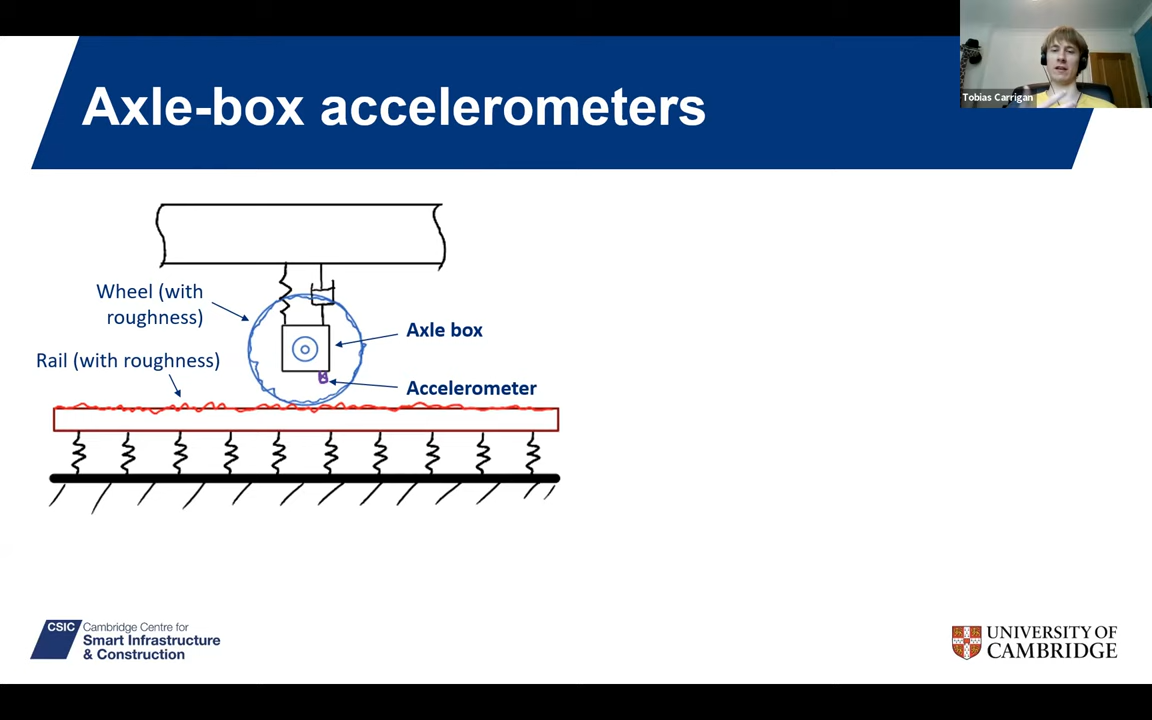 Axle-box accelerometers
Tobias Carrigan
Wheel (with
roughness)
Rail (with roughness)
Axle box
Accelerometer
CSIC
Cambridge Centre for
Smart Infrastructure
& Construction
UNIVERSITY OF
CAMBRIDGE